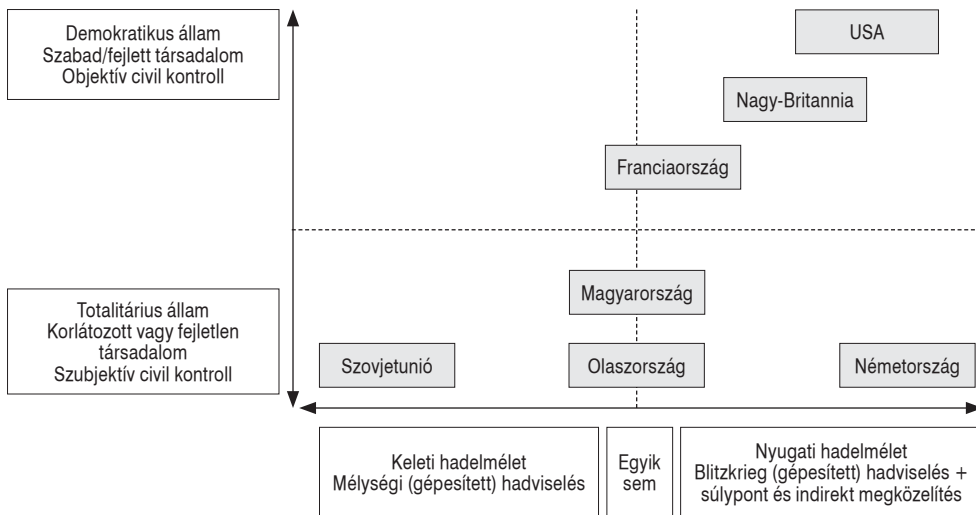 Demokratikus állam
Szabad/fejlett társadalom
Objektív civil kontroll
USA
Nagy-Britannia
Franciaország
Magyarország
Totalitárius állam
Korlátozott vagy fejletlen
társadalom
Szubjektív civil kontroll
Szovjetunió
Olaszország
Németország
Keleti hadelmélet
Mélységi (gépesített) hadviselés
Egyik
sem
Nyugati hadelmélet
Blitzkrieg (gépesített) hadviselés +
súlypont és indirekt megközelítés